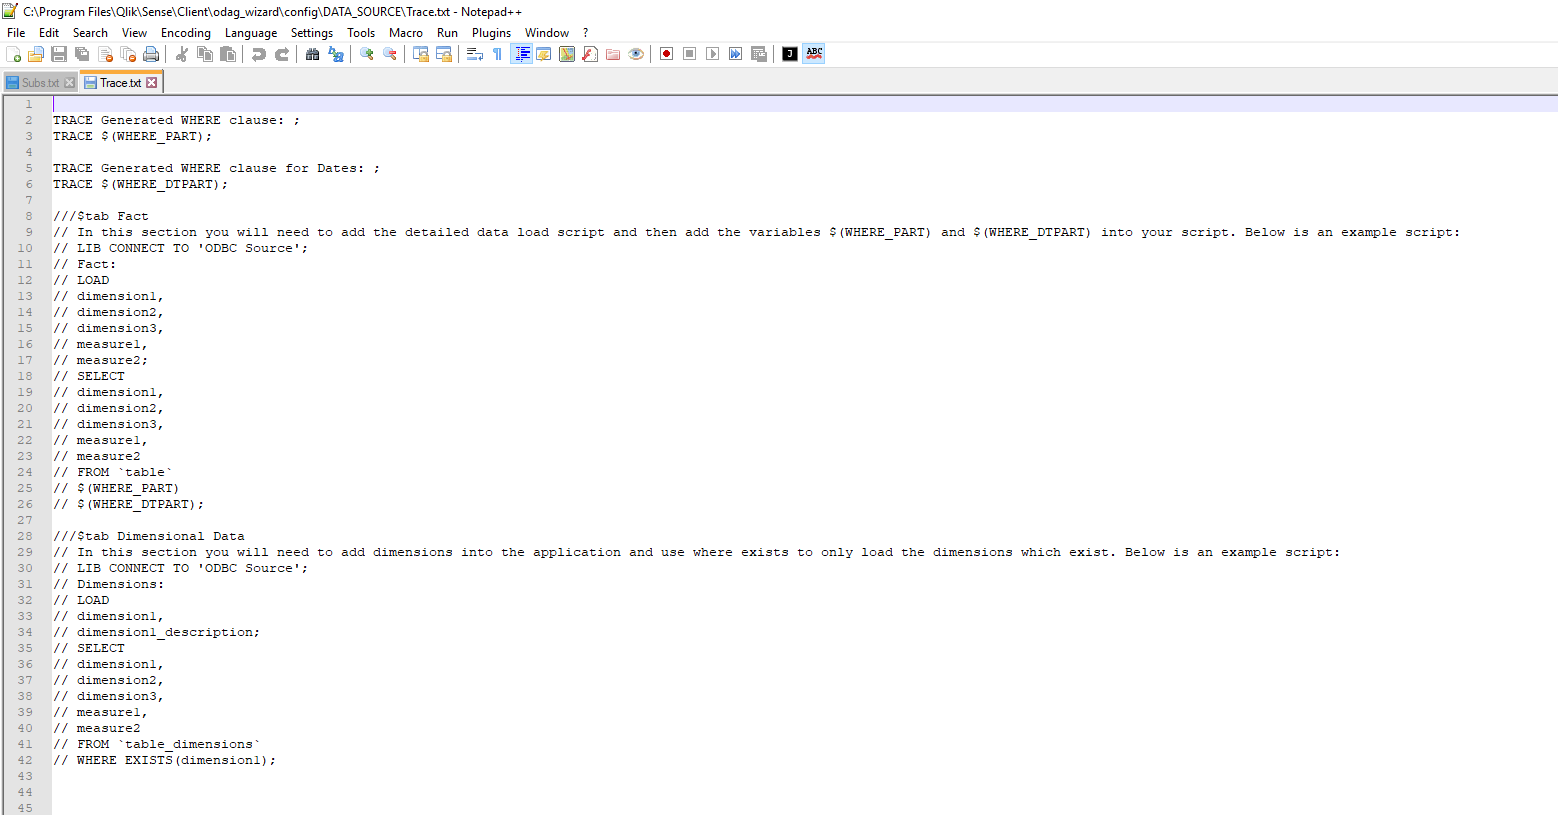 C:\Program Files\Qlik\Sense\Client\odag_wizard\config\DATA_SOURCE\Trace.txt - Notepad++
File Edit Search View Encoding Language Settings Tools Macro Run Plugins Window ?
Subs.txt Trace.txt
1
2 TRACE Generated WHERE clause: ;
3 TRACE $(WHERE_PART);
4
5 TRACE Generated WHERE clause for Dates: ;
6 TRACE $(WHERE_DTPART);
7
8 ///$tab Fact
9 // In this section you will need to add the detailed data load script and then add the variables $(WHERE_PART) and $(WHERE_DTPART) into your script. Below is an example script:
10 // LIB CONNECT TO 'ODBC Source';
11 // Fact:
12 // LOAD
13 // dimension1,
14 // dimension2,
15 // dimension3,
16 // measure1,
17 // measure2;
18 // SELECT
19 // dimension1,
20 // dimension2,
21 // dimension3,
22 // measure1,
23 // measure2
24 // FROM `table`
25 // $(WHERE_PART)
26 // $(WHERE_DTPART);
27
28 ///$tab Dimensional Data
29 // In this section you will need to add dimensions into the application and use where exists to only load the dimensions which exist. Below is an example script:
30 // LIB CONNECT TO 'ODBC Source';
31 // Dimensions:
32 // LOAD
33 // dimension1,
34 // dimension1_description;
35 // SELECT
36 // dimension1,
37 // dimension2,
38 // dimension3,
39 // measure1,
40 // measure2
41 // FROM `table_dimensions`
42 // WHERE EXISTS(dimension1);
43
44
45